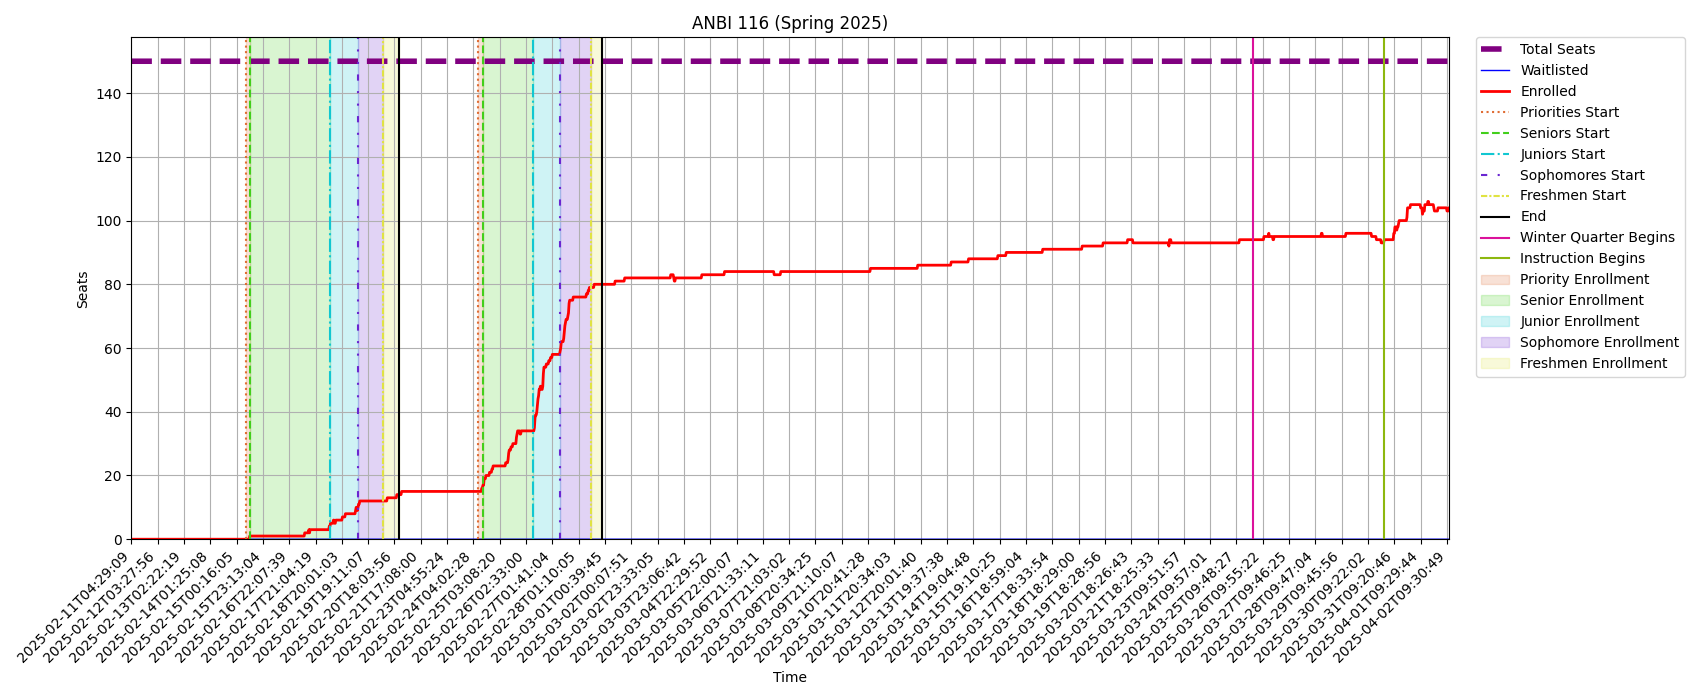 ANBI 116 (Spring 2025)
Seats
140
120
100
80
60
40
20
0
2025-02-11T04:29:09
2025-02-12T03:27:56
2025-02-13T02:22:19
2025-02-14T01:25:08
2025-02-15T00:16:05
2025-02-15T23:13:04
2025-02-16T22:07:39
2025-02-17T21:04:19
2025-02-18T20:01:03
2025-02-19T19:11:07
2025-02-20T18:03:56
2025-02-21T17:08:00
2025-02-23T04:55:24
2025-02-24T04:02:28
2025-02-25T03:08:20
2025-02-26T02:33:00
2025-02-27T01:41:04
2025-02-28T01:10:05
2025-03-01T00:39:45
2025-03-02T00:07:51
2025-03-02T23:33:05
2025-03-03T23:06:42
2025-03-04T22:29:52
2025-03-05T22:00:07
2025-03-06T21:33:11
2025-03-07T21:03:02
2025-03-08T20:34:25
2025-03-09T21:10:07
2025-03-10T20:41:28
2025-03-11T20:34:03
2025-03-12T20:01:40
2025-03-13T19:37:38
2025-03-14T19:04:48
2025-03-15T19:10:25
2025-03-16T18:59:04
2025-03-17T18:33:54
2025-03-18T18:29:00
2025-03-19T18:28:56
2025-03-20T18:26:43
2025-03-21T18:25:33
2025-03-23T09:51:57
2025-03-24T09:57:01
2025-03-25T09:48:27
2025-03-26T09:55:22
2025-03-27T09:46:25
2025-03-28T09:47:04
2025-03-29T09:45:56
2025-03-30T09:22:02
2025-03-31T09:20:46
2025-04-01T09:29:44
2025-04-02T09:30:49
Time
Total Seats
Waitlisted
Enrolled
Priorities Start
Seniors Start
Juniors Start
Sophomores Start
Freshmen Start
End
Winter Quarter Begins
Instruction Begins
Priority Enrollment
Senior Enrollment
Junior Enrollment
Sophomore Enrollment
Freshmen Enrollment